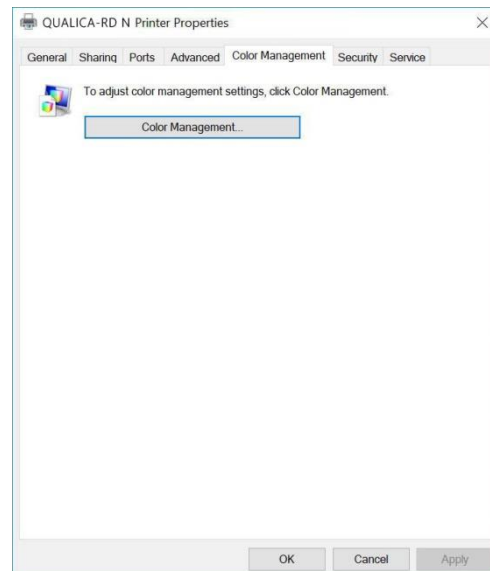 QUALICA-RD N Printer Properties
General Sharing Ports Advanced Color Management Security Service
To adjust color management settings, click Color Management.
Color Management...
OK Cancel Apply